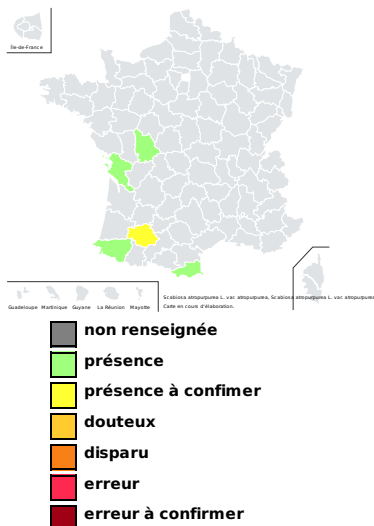 Île-de-France
Guadeloupe Martinique Guyane La Réunion Mayotte
Scabiosa atropurpurea L. var. atropurpurea, Scabiosa atropurpurea L. var. atropurpurea
Carte en cours d'élaboration.
non renseignée
présence
présence à confimer
douteux
disparu
erreur
erreur à confirmer